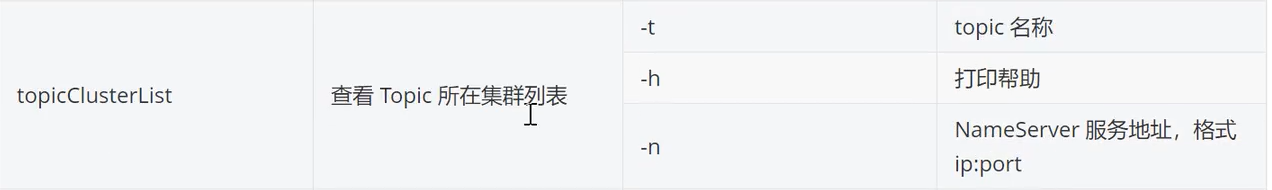 topicClusterList
查看 Topic 所在集群列表
-t
topic 名称
-h
打印帮助
-n
NameServer 服务地址，格式
ip:port